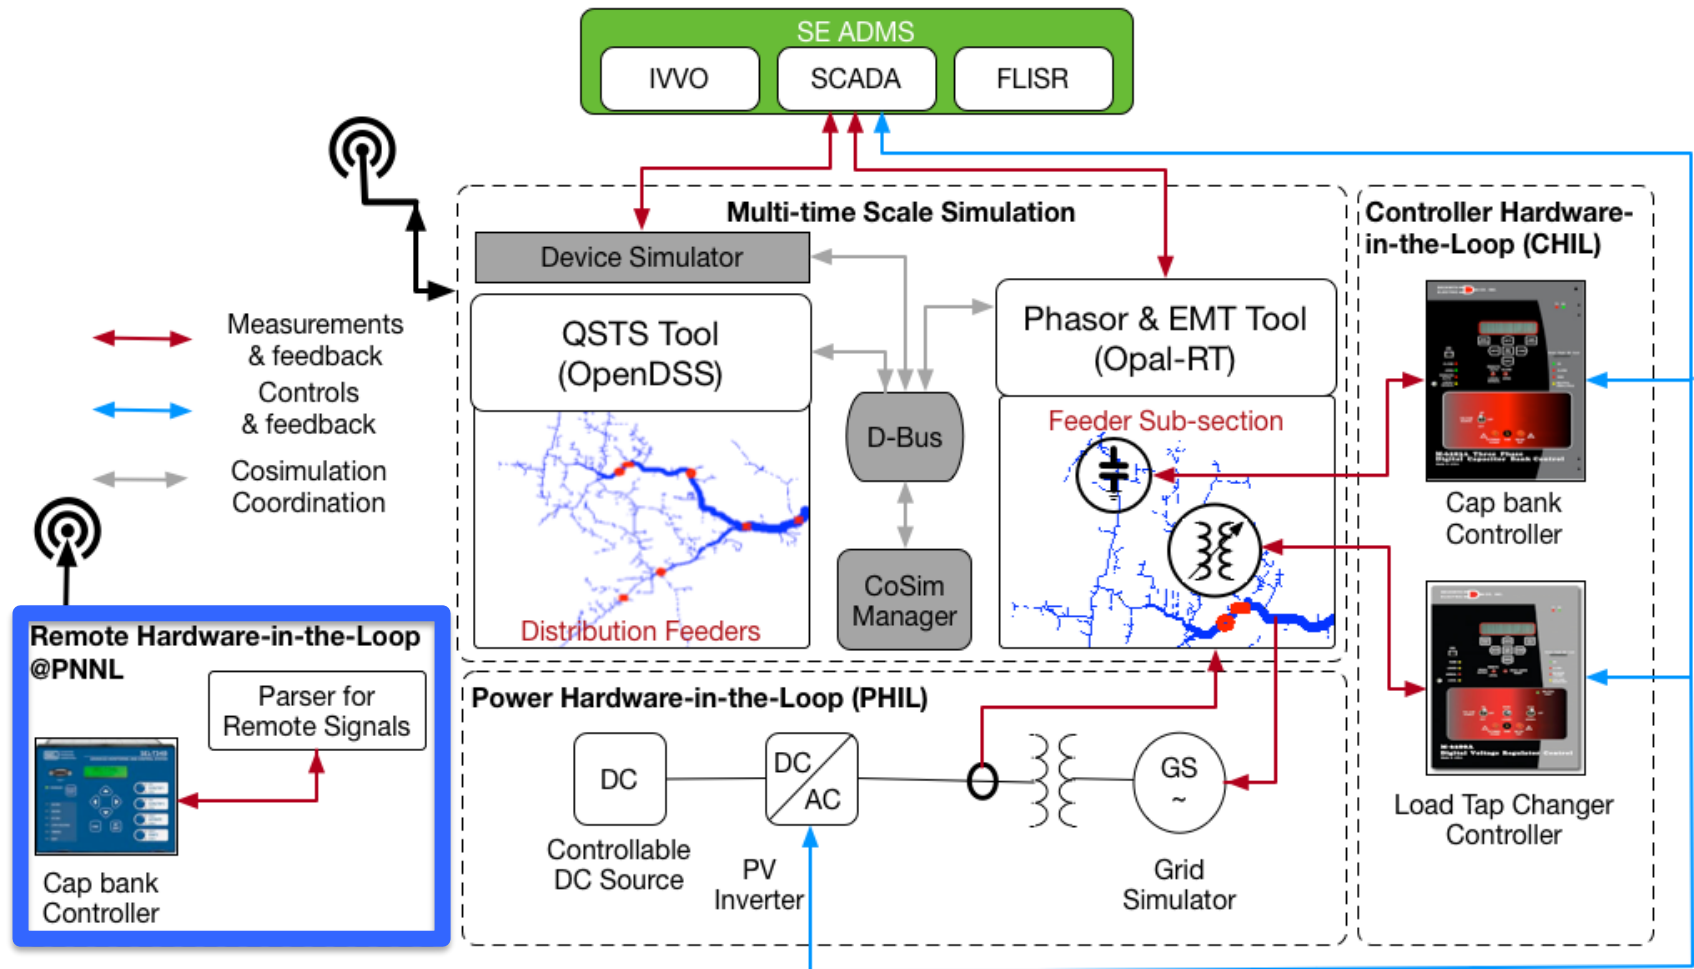 SE ADMS
IVVO
SCADA
FLISR
Multi-time Scale Simulation
Device Simulator
QSTS Tool
(OpenDSS)
Distribution Feeders
D-Bus
CoSim
Manager
Phasor & EMT Tool
(Opal-RT)
Feeder Sub-section
Controller Hardware-
in-the-Loop (CHIL)
Cap bank
Controller
Load Tap Changer
Controller
Measurements
& feedback
Controls
& feedback
Cosimulation
Coordination
Remote Hardware-in-the-Loop
@PNNL
Parser for
Remote Signals
Cap bank
Controller
Power Hardware-in-the-Loop (PHIL)
DC
Controllable
DC Source
DC
AC
PV
Inverter
GS
~
Grid
Simulator